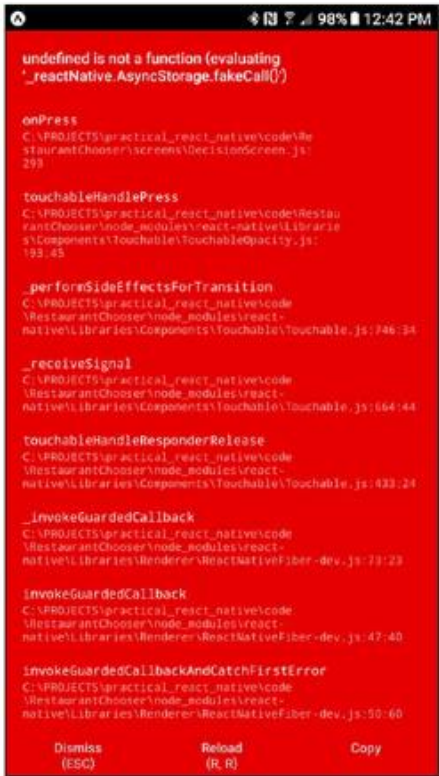 98% 12:42 PM
undefined is not a function (evaluating
'_reactNative.AsyncStorage.fakeCall()')
onPress
C:\PROJECTS\practical_react_native\code\Re
staurantChooser\screens\DecisionScreen.js:
293
touchableHandlePress
C:\PROJECTS\practical_react_native\code\Restau
rantChooser\node_modules\react-native\Librarie
s\Components\Touchable\TouchableOpacity.js:
193:45
_performSideEffectsForTransition
C:\PROJECTS\practical_react_native\code
\RestaurantChooser\node_modules\react-
native\Libraries\Components\Touchable\Touchable.js:746:34
_receiveSignal
C:\PROJECTS\practical_react_native\code
\RestaurantChooser\node_modules\react-
native\Libraries\Components\Touchable\Touchable.js:664:44
touchableHandleResponderRelease
C:\PROJECTS\practical_react_native\code
\RestaurantChooser\node_modules\react-
native\Libraries\Components\Touchable\Touchable.js:433:24
_invokeGuardedCallback
C:\PROJECTS\practical_react_native\code
\RestaurantChooser\node_modules\react-
native\Libraries\Renderer\ReactNativeFiber-dev.js:73:23
invokeGuardedCallback
C:\PROJECTS\practical_react_native\code
\RestaurantChooser\node_modules\react-
native\Libraries\Renderer\ReactNativeFiber-dev.js:47:40
invokeGuardedCallbackAndCatchFirstError
C:\PROJECTS\practical_react_native\code
\RestaurantChooser\node_modules\react-
native\Libraries\Renderer\ReactNativeFiber-dev.js:50:60
Dismiss Reload Copy
(ESC) (R, R)